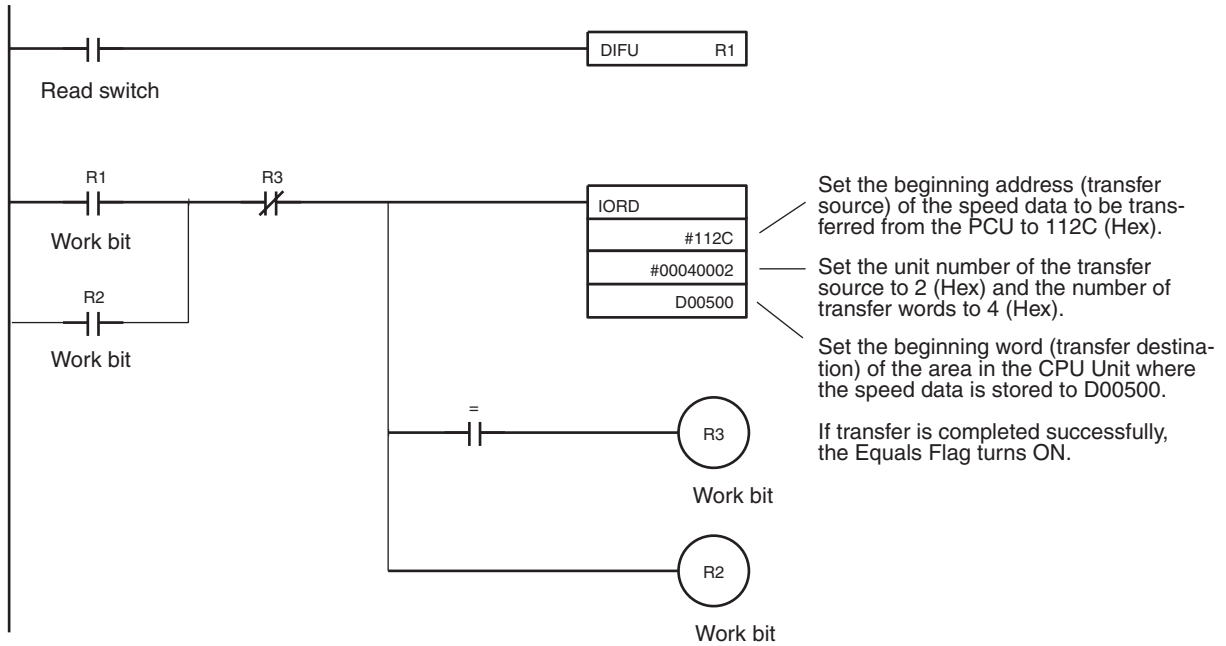 DIFU R1
Read switch
R1
R3
Work bit
R2
Work bit
IORD
#112C
#00040002
D00500
Set the beginning address (transfer
source) of the speed data to be trans-
ferred from the PCU to 112C (Hex).
Set the unit number of the transfer
source to 2 (Hex) and the number of
transfer words to 4 (Hex).
Set the beginning word (transfer destina-
tion) of the area in the CPU Unit where
the speed data is stored to D00500.
If transfer is completed successfully,
the Equals Flag turns ON.
=
R3
Work bit
R2
Work bit